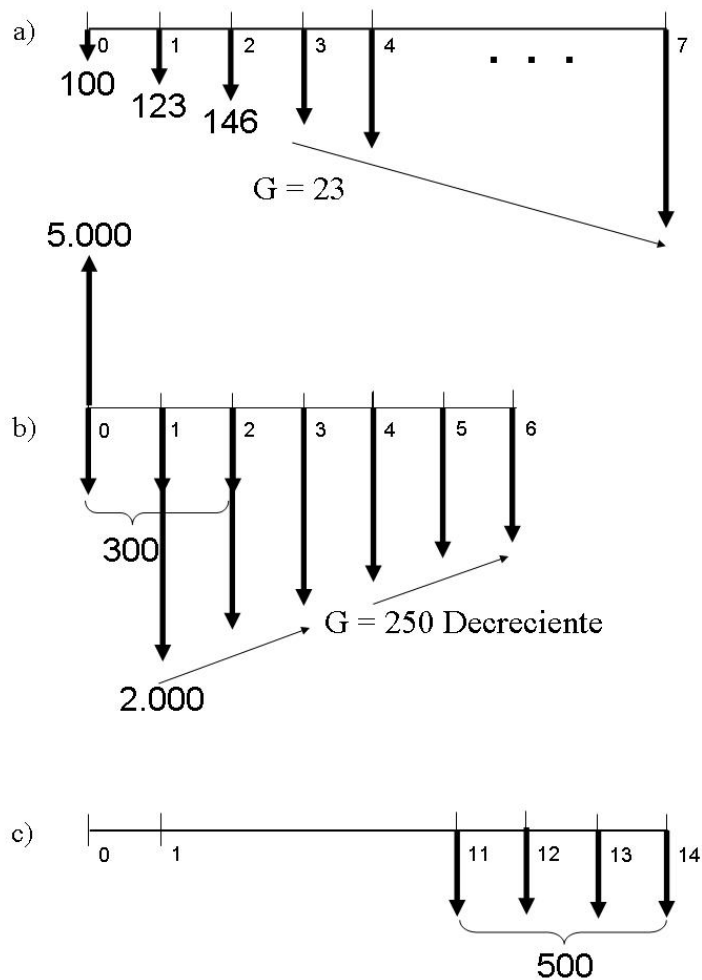 a)
0 1 2 3 4 . . . 7
100
123
146
G = 23
5.000
b)
0 1 2 3 4 5 6
300
G = 250 Decreciente
2.000
c)
0 1 11 12 13 14
500